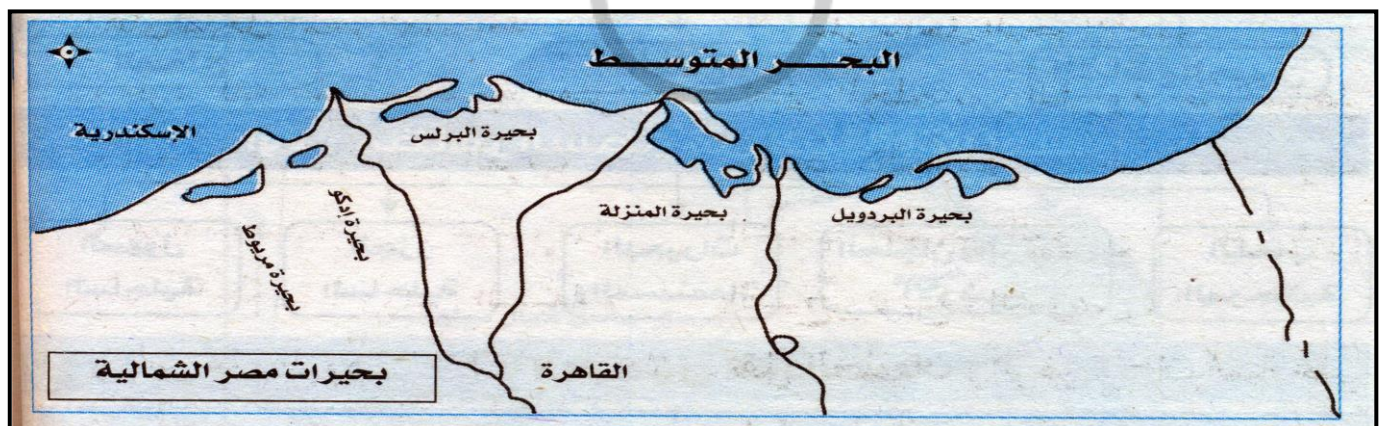 البحر المتوسط
الإسكندرية
بحيرة البرلس
بحيرة المنزلة
بحيرة البردويل
بحيرة إدكو
بحيرة مريوط
القاهرة
بحيرات مصر الشمالية